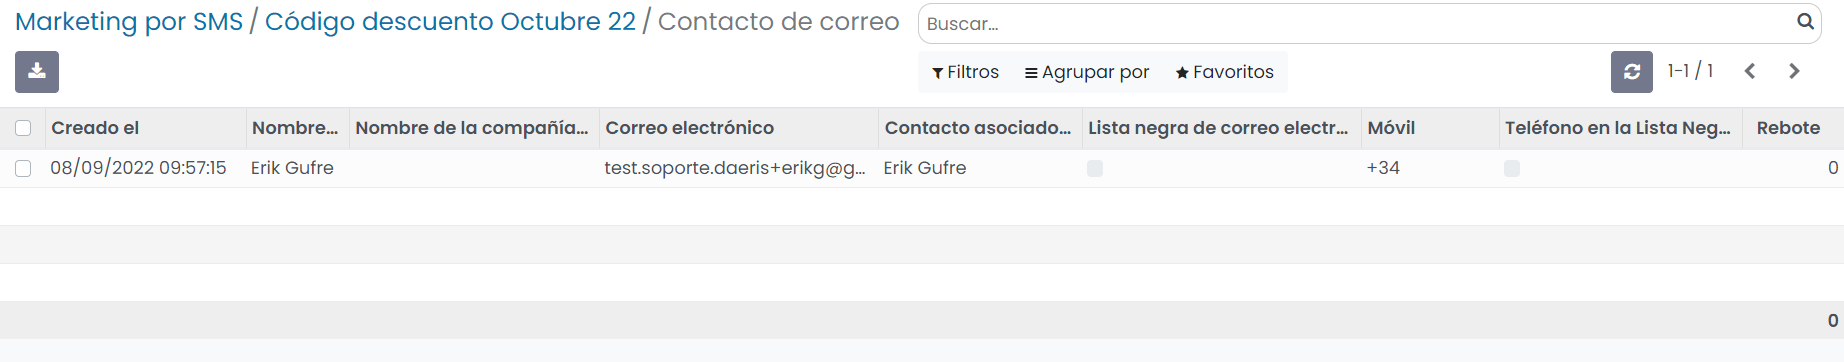 Marketing por SMS / Código descuento Octubre 22 / Contacto de correo
Buscar...
Filtros Agrupar por Favoritos 1-1 / 1
Creado el Nombre... Nombre de la compañía... Correo electrónico Contacto asociado... Lista negra de correo electr... Móvil Teléfono en la Lista Neg... Rebote
08/09/2022 09:57:15 Erik Gufre test.soporte.daeris+erikg@g... Erik Gufre +34 0
0